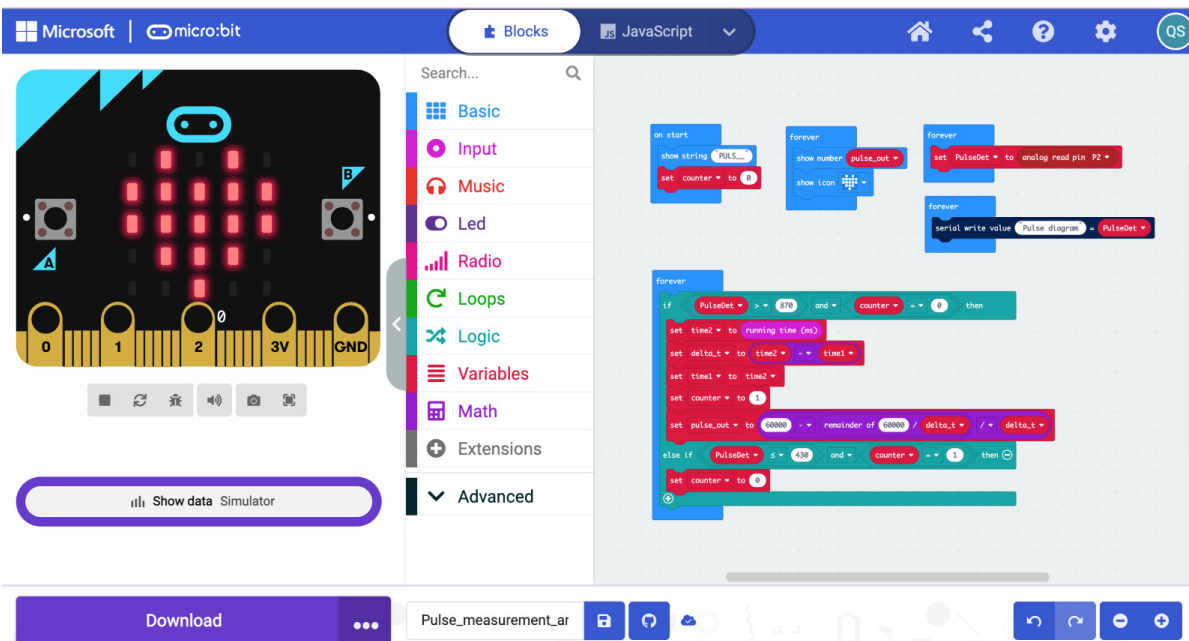 Microsoft micro:bit Blocks JS JavaScript QS
B
A
0
0 1 2 3V GND
Show data Simulator
Search...
Basic
Input
Music
Led
Radio
Loops
Logic
Variables
Math
Extensions
Advanced
on start
show string "PULS__"
set counter to 0
forever
show number pulse_out
show icon
forever
set PulseDet to analog read pin P2
forever
serial write value "Pulse diagram" = PulseDet
forever
if PulseDet > 870 and counter = 0 then
set time2 to running time (ms)
set delta_t to time2 - time1
set time1 to time2
set counter to 1
set pulse_out to 60000 - remainder of 60000 / delta_t / delta_t
else if PulseDet ≤ 430 and counter = 1 then
set counter to 0
Download ••• Pulse_measurement_ar